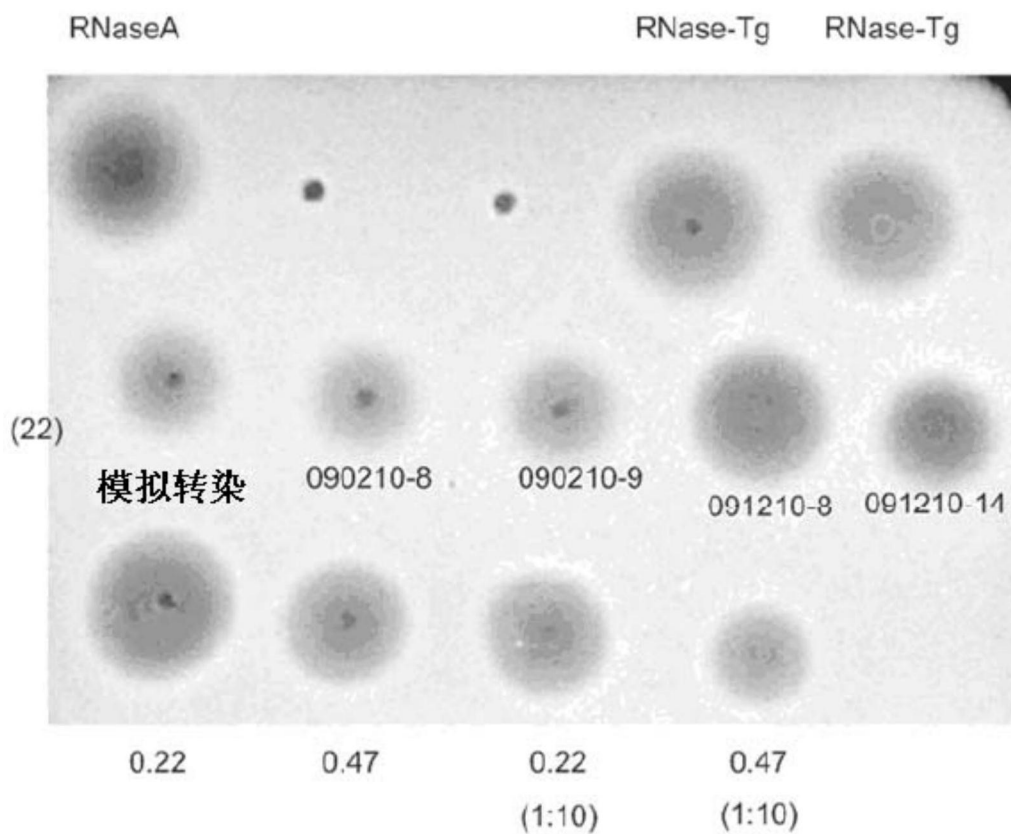 RNaseA RNase-Tg RNase-Tg
(22)
模拟转染 090210-8 090210-9 091210-8 091210-14
0.22 0.47 0.22 0.47
(1:10) (1:10)